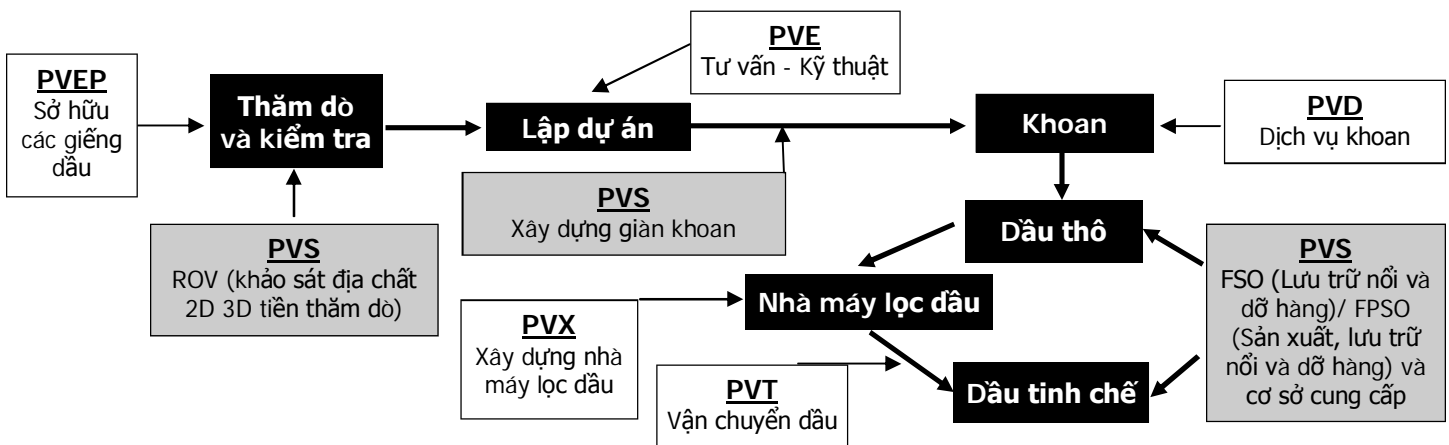 PVE
Tư vấn - Kỹ thuật
PVEP
Sở hữu
các giếng
dầu
Thăm dò
và kiểm tra
Lập dự án
Khoan
PVD
Dịch vụ khoan
PVS
Xây dựng giàn khoan
Dầu thô
PVS
ROV (khảo sát địa chất
2D 3D tiền thăm dò)
PVS
FSO (Lưu trữ nổi và
dỡ hàng)/ FPSO
(Sản xuất, lưu trữ
nổi và dỡ hàng) và
cơ sở cung cấp
Nhà máy lọc dầu
PVX
Xây dựng nhà
máy lọc dầu
PVT
Vận chuyển dầu
Dầu tinh chế